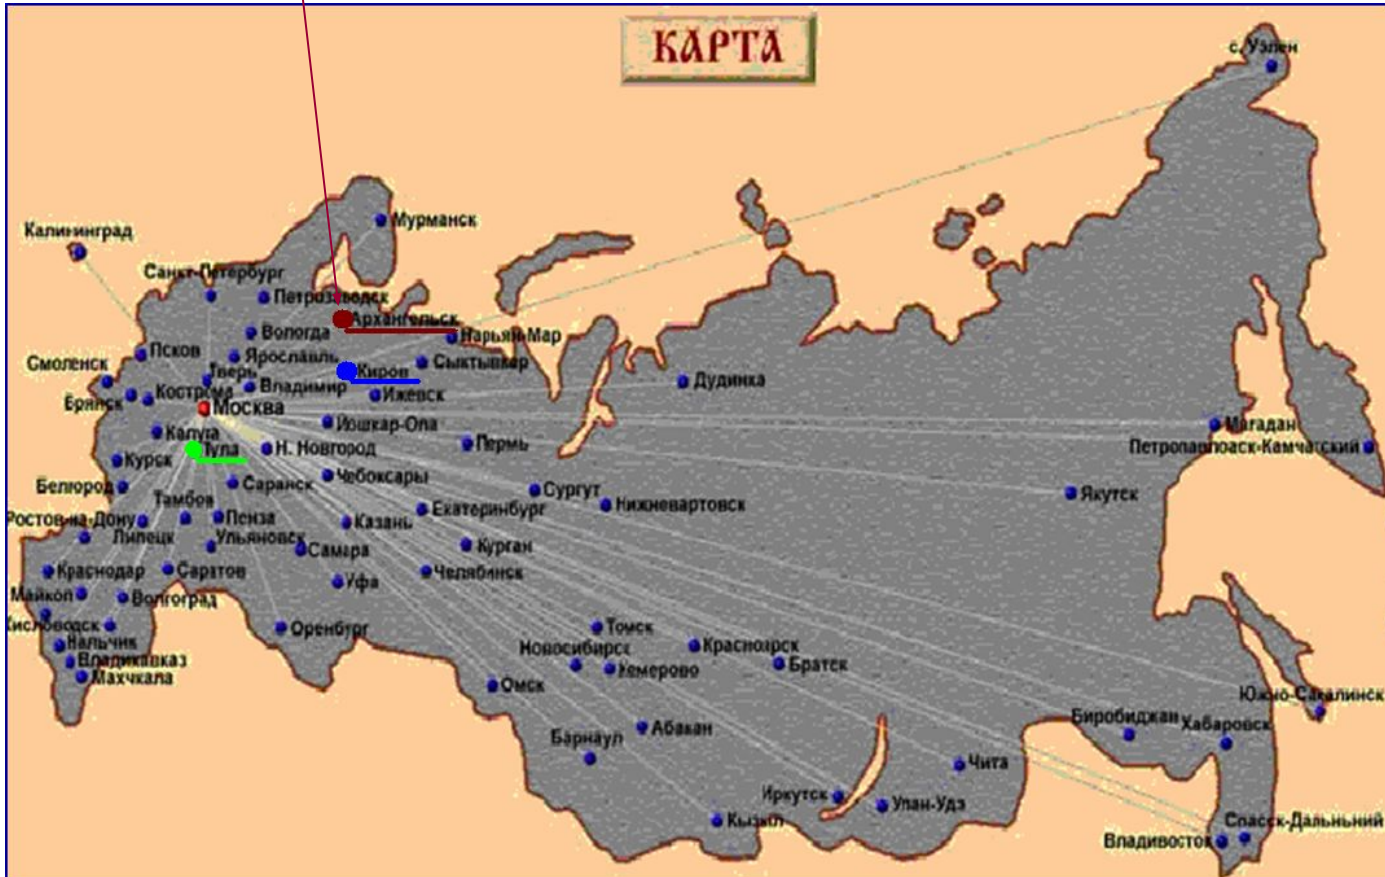 КАРТА
с. Уэлен
Мурманск
Калининград
Санкт-Петербург
Петрозаводск
Архангельск
Вологда
Нарьян-Мар
Псков
Ярославль
Сыктывкар
Смоленск
Тверь
Киров
Дудинка
Владимир
Кострома
Ижевск
Брянск
Москва
Йошкар-Ола
Магадан
Калуга
Пермь
Петропавлоаск-Камчатский
Тула
Н. Новгород
Курск
Чебоксары
Белгород
Саранск
Сургут
Якутск
Тамбов
Нижневартовск
Екатеринбург
Ростов-на-Дону
Пенза
Казань
Липецк
Ульяновск
Самара
Курган
Краснодар
Саратов
Челябинск
Уфа
Майкоп
Волгоград
Кисловодск
Оренбург
Томск
Нальчик
Новосибирск
Красноярск
Владикавказ
Кемерово
Братск
Махчкала
Омск
Южно-Сахалинск
Биробиджан
Хабаровск
Абакан
Барнаул
Чита
Иркутск
Улан-Удэ
Кызыл
Спасск-Дальньний
Владивосток